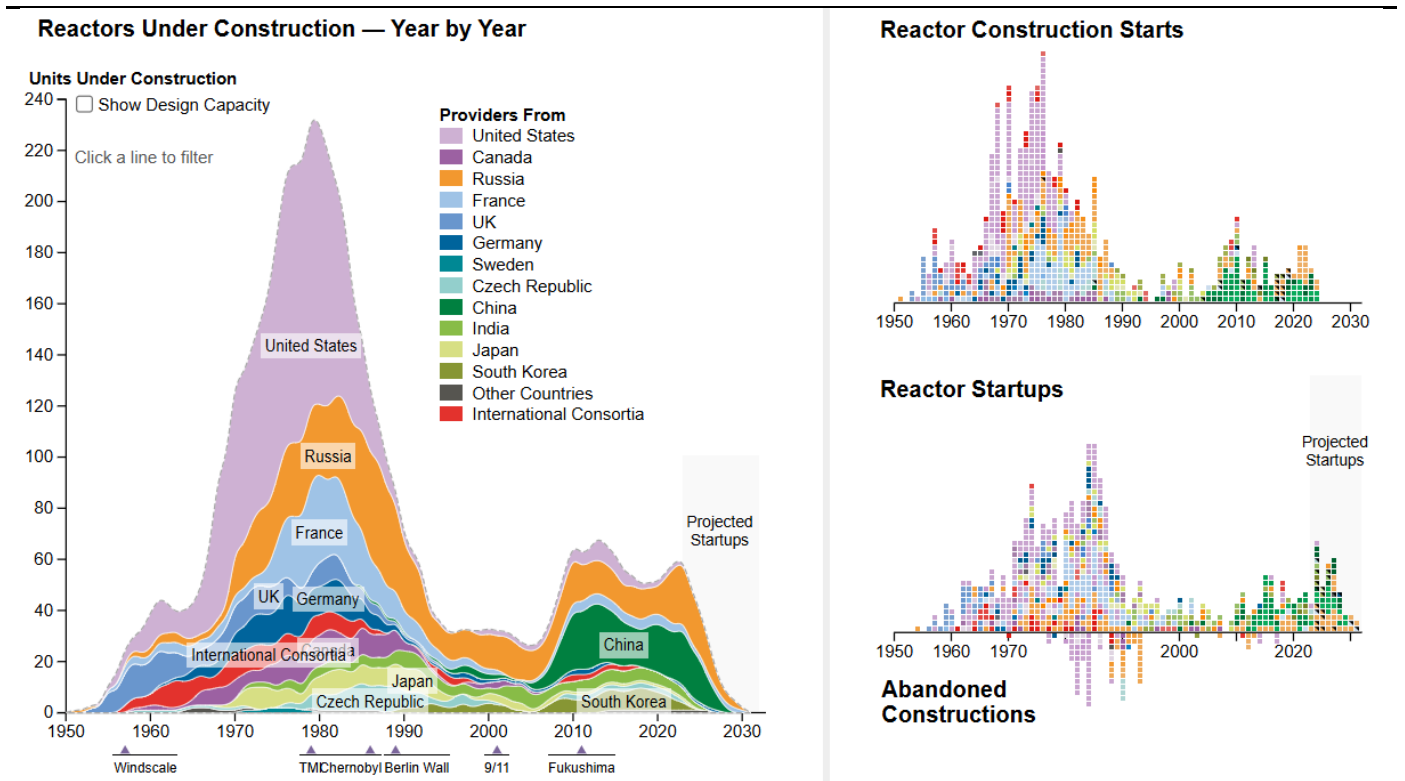 Reactors Under Construction — Year by Year
Units Under Construction
Show Design Capacity
Click a line to filter
240
220
200
180
160
140
120
100
80
60
40
20
0
Providers From
United States
Canada
Russia
France
UK
Germany
Sweden
Czech Republic
China
India
Japan
South Korea
Other Countries
International Consortia
United States
Russia
France
UK
Germany
International Consortia
Canada
Japan
Czech Republic
China
South Korea
Projected
Startups
1950 1960 1970 1980 1990 2000 2010 2020 2030
Windscale TMI Chernobyl Berlin Wall 9/11 Fukushima
Reactor Construction Starts
1950 1960 1970 1980 1990 2000 2010 2020 2030
Reactor Startups
Projected
Startups
1950 1960 1970 2000 2020
Abandoned
Constructions